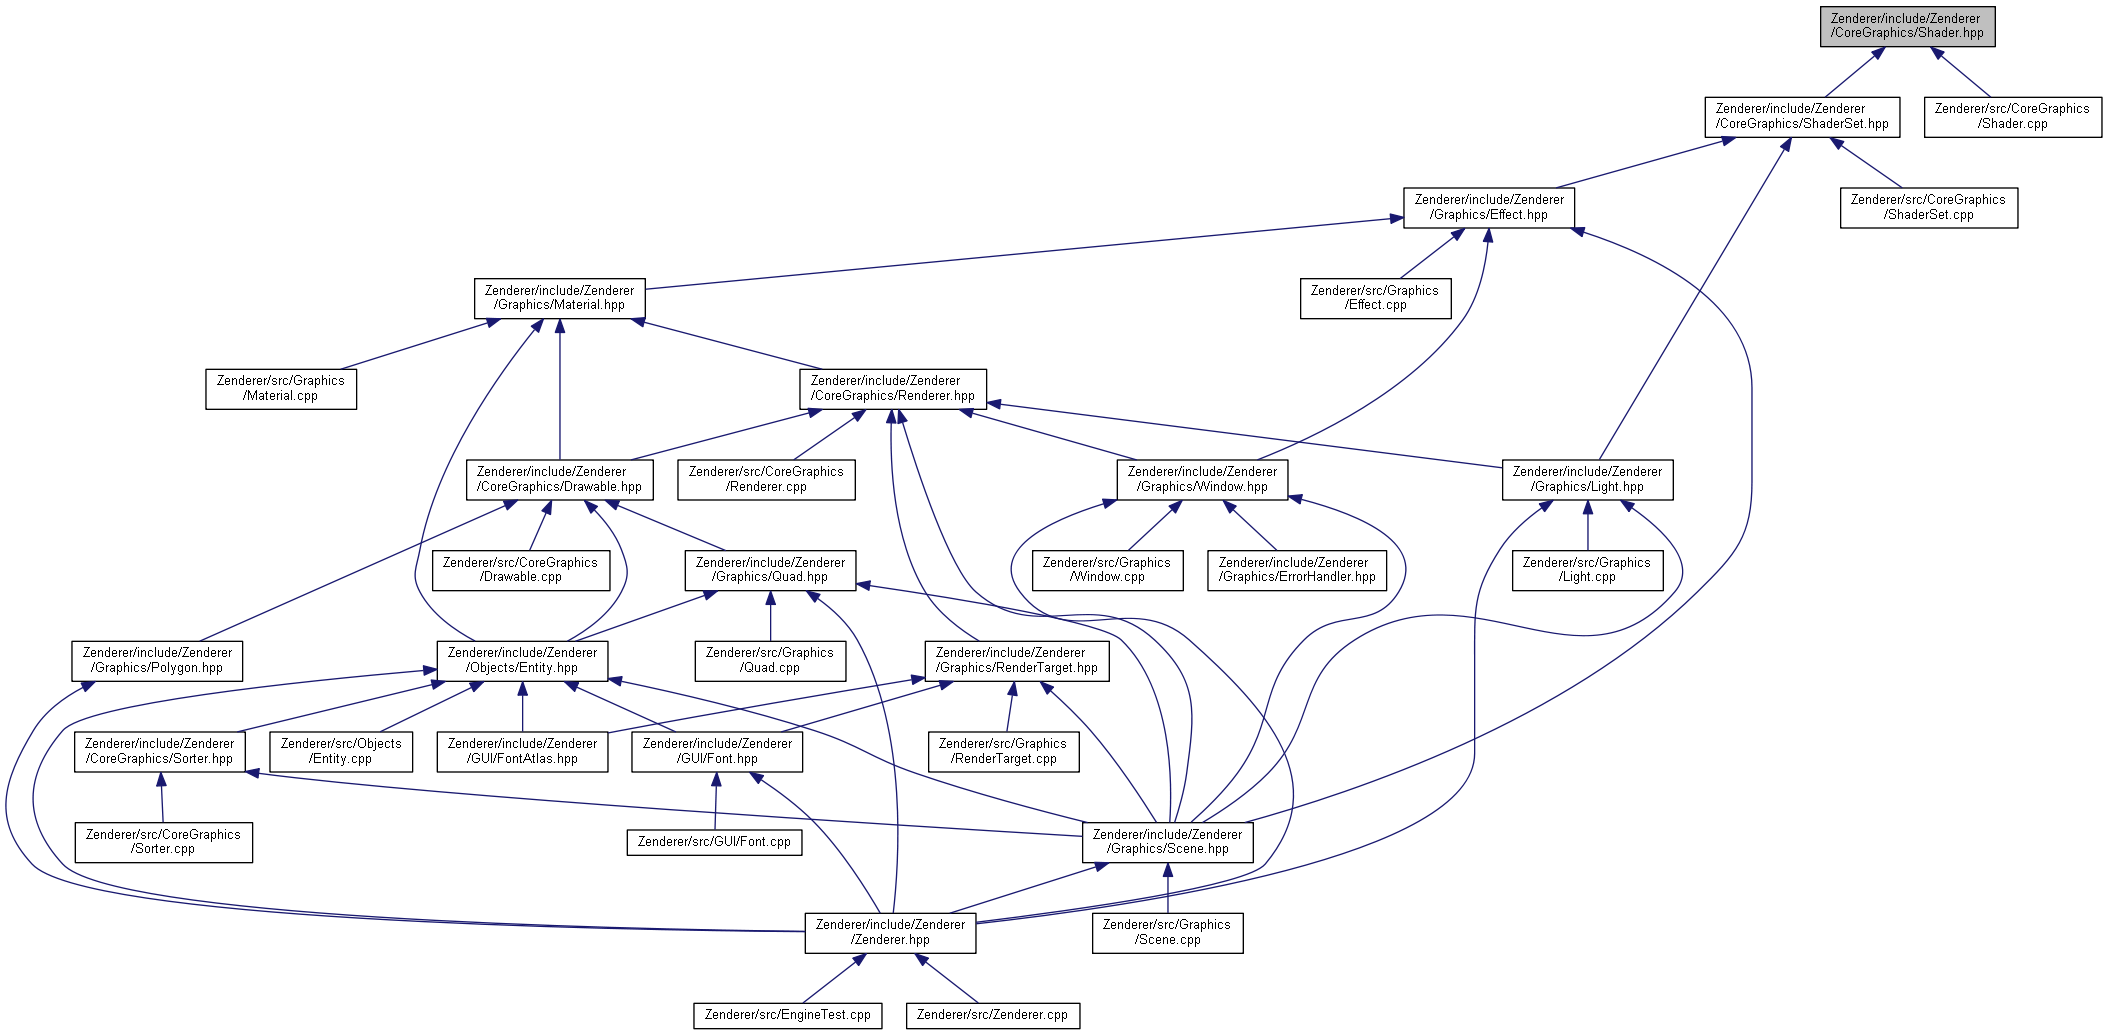 Zenderer/include/Zenderer
/CoreGraphics/Shader.hpp
Zenderer/include/Zenderer
/CoreGraphics/ShaderSet.hpp
Zenderer/src/CoreGraphics
/Shader.cpp
Zenderer/include/Zenderer
/Graphics/Effect.hpp
Zenderer/src/CoreGraphics
/ShaderSet.cpp
Zenderer/include/Zenderer
/Graphics/Material.hpp
Zenderer/src/Graphics
/Effect.cpp
Zenderer/src/Graphics
/Material.cpp
Zenderer/include/Zenderer
/CoreGraphics/Renderer.hpp
Zenderer/include/Zenderer
/CoreGraphics/Drawable.hpp
Zenderer/src/CoreGraphics
/Renderer.cpp
Zenderer/include/Zenderer
/Graphics/Window.hpp
Zenderer/include/Zenderer
/Graphics/Light.hpp
Zenderer/src/CoreGraphics
/Drawable.cpp
Zenderer/include/Zenderer
/Graphics/Quad.hpp
Zenderer/src/Graphics
/Window.cpp
Zenderer/include/Zenderer
/Graphics/ErrorHandler.hpp
Zenderer/src/Graphics
/Light.cpp
Zenderer/include/Zenderer
/Graphics/Polygon.hpp
Zenderer/include/Zenderer
/Objects/Entity.hpp
Zenderer/src/Graphics
/Quad.cpp
Zenderer/include/Zenderer
/Graphics/RenderTarget.hpp
Zenderer/include/Zenderer
/CoreGraphics/Sorter.hpp
Zenderer/src/Objects
/Entity.cpp
Zenderer/include/Zenderer
/GUI/FontAtlas.hpp
Zenderer/include/Zenderer
/GUI/Font.hpp
Zenderer/src/Graphics
/RenderTarget.cpp
Zenderer/src/CoreGraphics
/Sorter.cpp
Zenderer/src/GUI/Font.cpp
Zenderer/include/Zenderer
/Graphics/Scene.hpp
Zenderer/include/Zenderer
/Zenderer.hpp
Zenderer/src/Graphics
/Scene.cpp
Zenderer/src/EngineTest.cpp
Zenderer/src/Zenderer.cpp